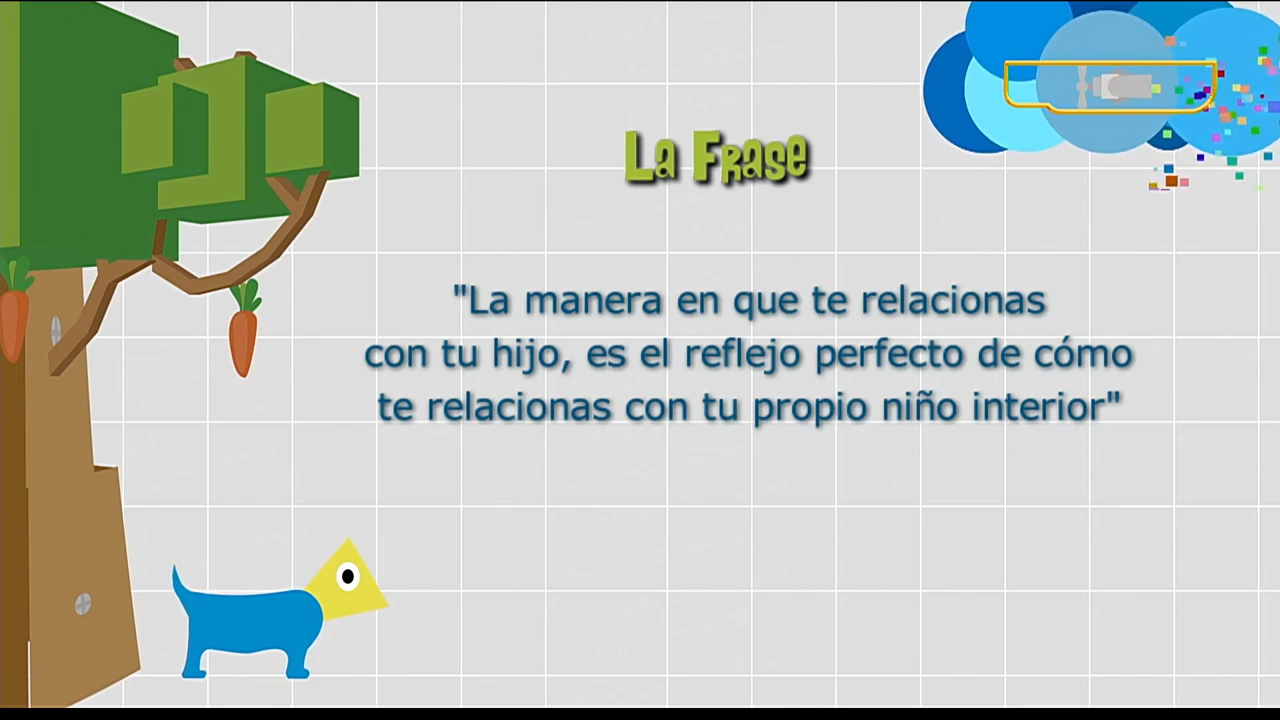 La Frase
"La manera en que te relacionas
con tu hijo, es el reflejo perfecto de cómo
te relacionas con tu propio niño interior"